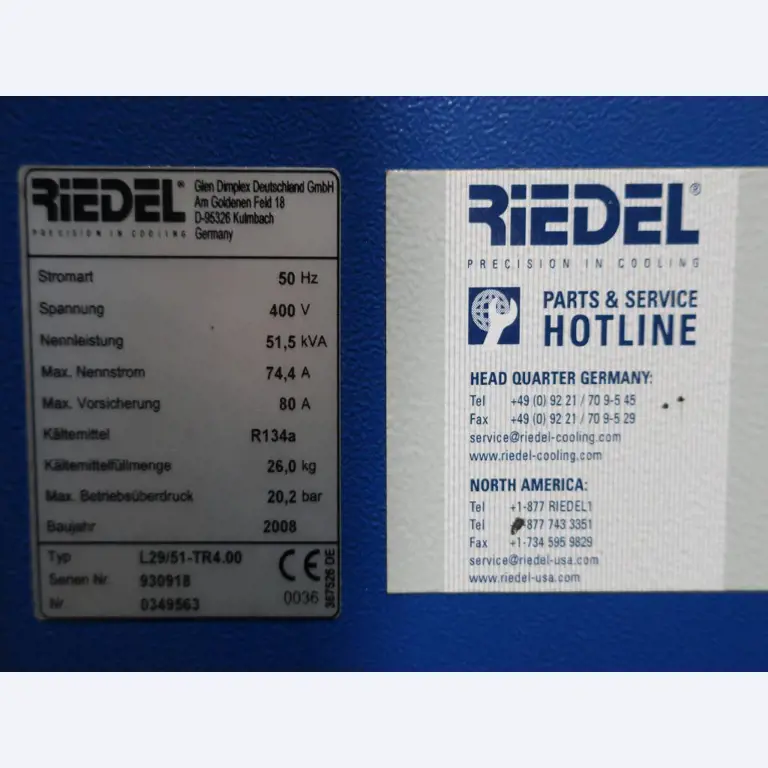 RIEDEL®
PRECISION IN COOLING
Glen Dimplex Deutschland GmbH
Am Goldenen Feld 18
D-95326 Kulmbach
Germany
Stromart 50 Hz
Spannung 400 V
Nennleistung 51,5 kVA
Max. Nennstrom 74,4 A
Max. Vorsicherung 80 A
Kältemittel R134a
Kältemittelfüllmenge 26,0 kg
Max. Betriebsüberdruck 20,2 bar
Baujahr 2008
Typ L29/51-TR4.00
Serien Nr. 930918
Nr. 0349563
CE
0036
367526 DE
RIEDEL®
PRECISION IN COOLING
PARTS & SERVICE
HOTLINE
HEAD QUARTER GERMANY:
Tel +49 (0) 92 21 / 70 9-5 45
Fax +49 (0) 92 21 / 70 9-5 29
service@riedel-cooling.com
www.riedel-cooling.com
NORTH AMERICA:
Tel +1-877 RIEDEL1
Tel 877 743 3351
Fax +1-734 595 9829
service@riedel-usa.com
www.riedel-usa.com